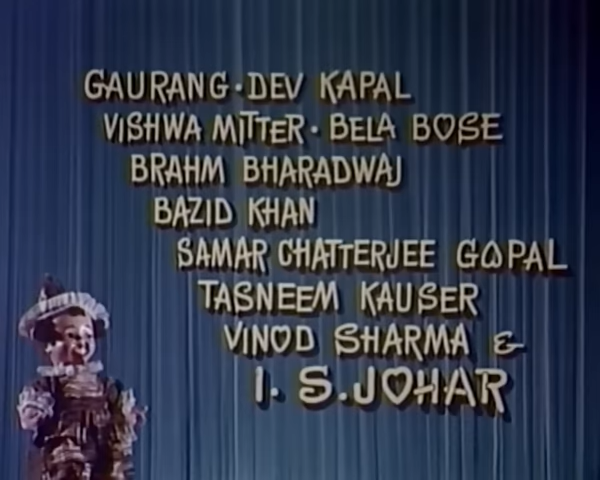 GAURANG · DEV KAPAL
VISHWA MITTER · BELA BOSE
BRAHM BHARADWAJ
BAZID KHAN
SAMAR CHATTERJEE GOPAL
TASNEEM KAUSER
VINOD SHARMA &
I. S. JOHAR